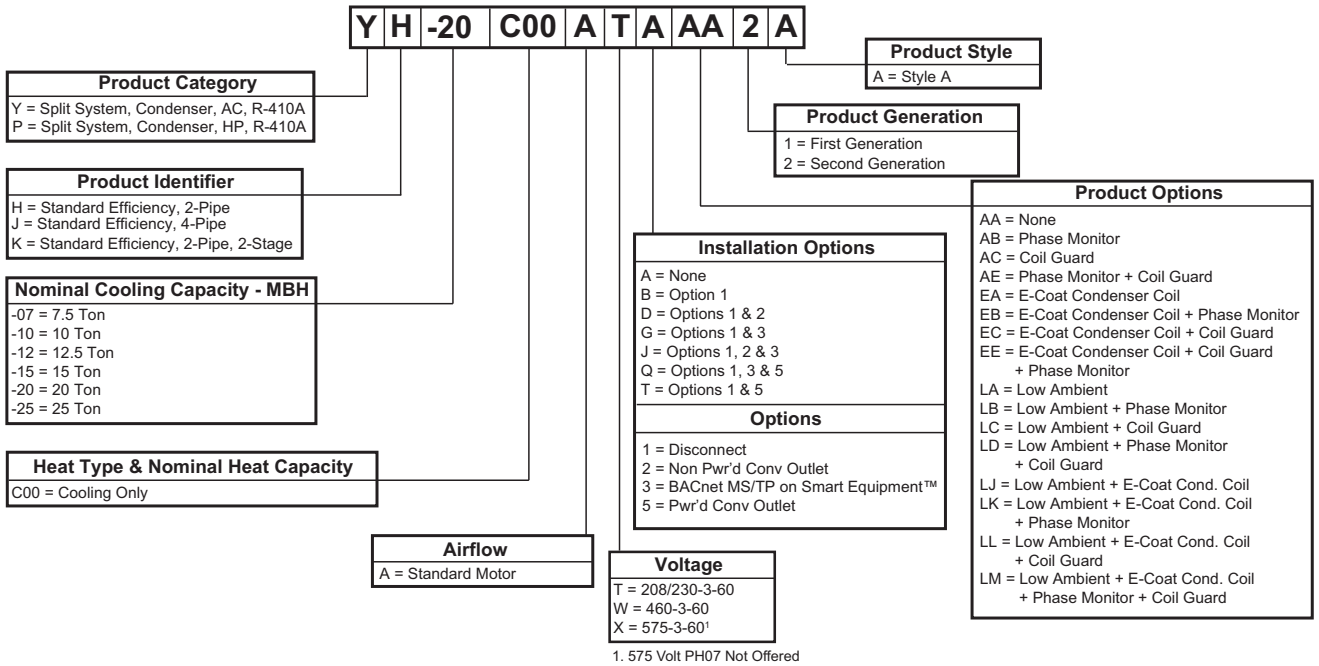 YH-20 C00 A T A AA 2 A
Product Category
Y = Split System, Condenser, AC, R-410A
P = Split System, Condenser, HP, R-410A
Product Identifier
H = Standard Efficiency, 2-Pipe
J = Standard Efficiency, 4-Pipe
K = Standard Efficiency, 2-Pipe, 2-Stage
Nominal Cooling Capacity - MBH
-07 = 7.5 Ton
-10 = 10 Ton
-12 = 12.5 Ton
-15 = 15 Ton
-20 = 20 Ton
-25 = 25 Ton
Heat Type & Nominal Heat Capacity
C00 = Cooling Only
Airflow
A = Standard Motor
Voltage
T = 208/230-3-60
W = 460-3-60
X = 575-3-60¹
1. 575 Volt PH07 Not Offered
Installation Options
A = None
B = Option 1
D = Options 1 & 2
G = Options 1 & 3
J = Options 1, 2 & 3
Q = Options 1, 3 & 5
T = Options 1 & 5
Options
1 = Disconnect
2 = Non Pwr'd Conv Outlet
3 = BACnet MS/TP on Smart Equipment™
5 = Pwr'd Conv Outlet
Product Options
AA = None
AB = Phase Monitor
AC = Coil Guard
AE = Phase Monitor + Coil Guard
EA = E-Coat Condenser Coil
EB = E-Coat Condenser Coil + Phase Monitor
EC = E-Coat Condenser Coil + Coil Guard
EE = E-Coat Condenser Coil + Coil Guard
+ Phase Monitor
LA = Low Ambient
LB = Low Ambient + Phase Monitor
LC = Low Ambient + Coil Guard
LD = Low Ambient + Phase Monitor
+ Coil Guard
LJ = Low Ambient + E-Coat Cond. Coil
LK = Low Ambient + E-Coat Cond. Coil
+ Phase Monitor
LL = Low Ambient + E-Coat Cond. Coil
+ Coil Guard
LM = Low Ambient + E-Coat Cond. Coil
+ Phase Monitor + Coil Guard
Product Generation
1 = First Generation
2 = Second Generation
Product Style
A = Style A